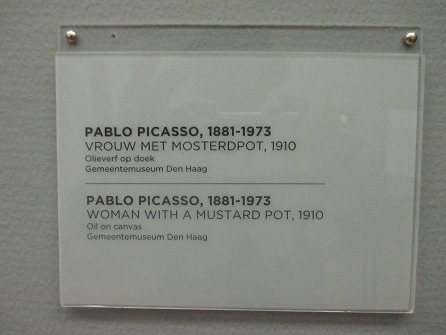 PABLO PICASSO, 1881-1973
VROUW MET MOSTERDPOT, 1910
Olieverf op doek
Gemeentemuseum Den Haag
PABLO PICASSO, 1881-1973
WOMAN WITH A MUSTARD POT, 1910
Oil on canvas
Gemeentemuseum Den Haag